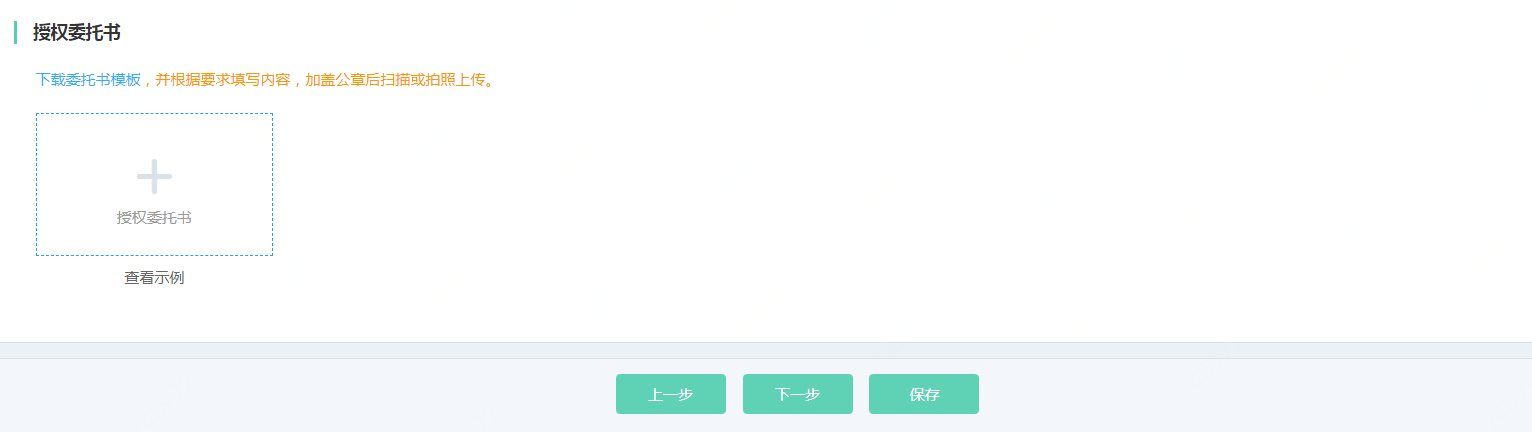 授权委托书
下载委托书模板，并根据要求填写内容，加盖公章后扫描或拍照上传。
授权委托书
查看示例
上一步 下一步 保存